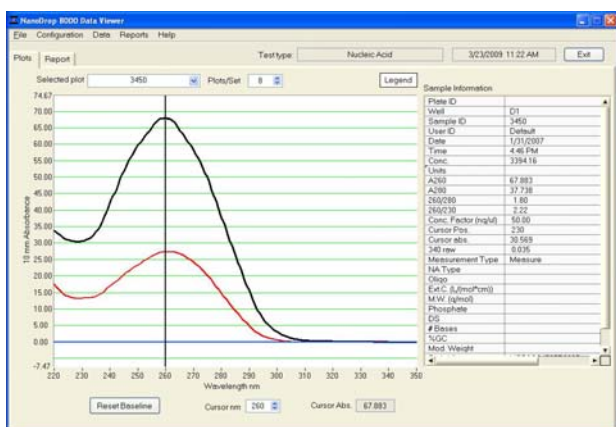 NanoDrop 8000 Data Viewer
File Configuration Data Reports Help
Plots Report Test type: Nucleic Acid 3/23/2009 11:22 AM Exit
Selected plot 3450 Plots/Set 8 Legend
Sample Information
Plate ID
Well D1
Sample ID 3450
User ID Default
Date 1/31/2007
Time 4:46 PM
Conc. 3394.16
Units
A260 67.883
A280 37.738
260/280 1.80
260/230 2.22
Conc. Factor (ng/ul) 50.00
Cursor Pos. 230
Cursor abs. 30.569
340 raw 0.035
Measurement Type Measure
NA Type
Oligo
Ext.C. (L/(mol*cm))
M.W. (g/mol)
Phosphate
DS
# Bases
%GC
Mod. Weight
10 mm Absorbance
74.67
70.00
65.00
60.00
55.00
50.00
45.00
40.00
35.00
30.00
25.00
20.00
15.00
10.00
5.00
0.00
-7.47
220 230 240 250 260 270 280 290 300 310 320 330 340 350
Wavelength nm
Reset Baseline Cursor nm 260 Cursor Abs. 67.883